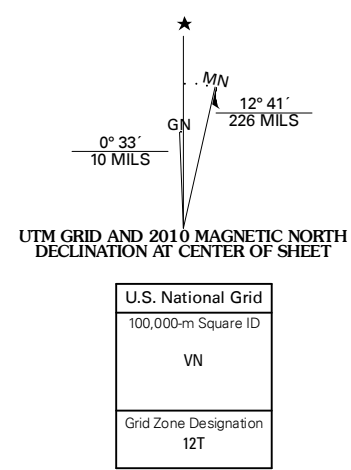 MN
12° 41´
226 MILS
GN
0° 33´
10 MILS
UTM GRID AND 2010 MAGNETIC NORTH
DECLINATION AT CENTER OF SHEET
U.S. National Grid
100,000-m Square ID
VN
Grid Zone Designation
12T